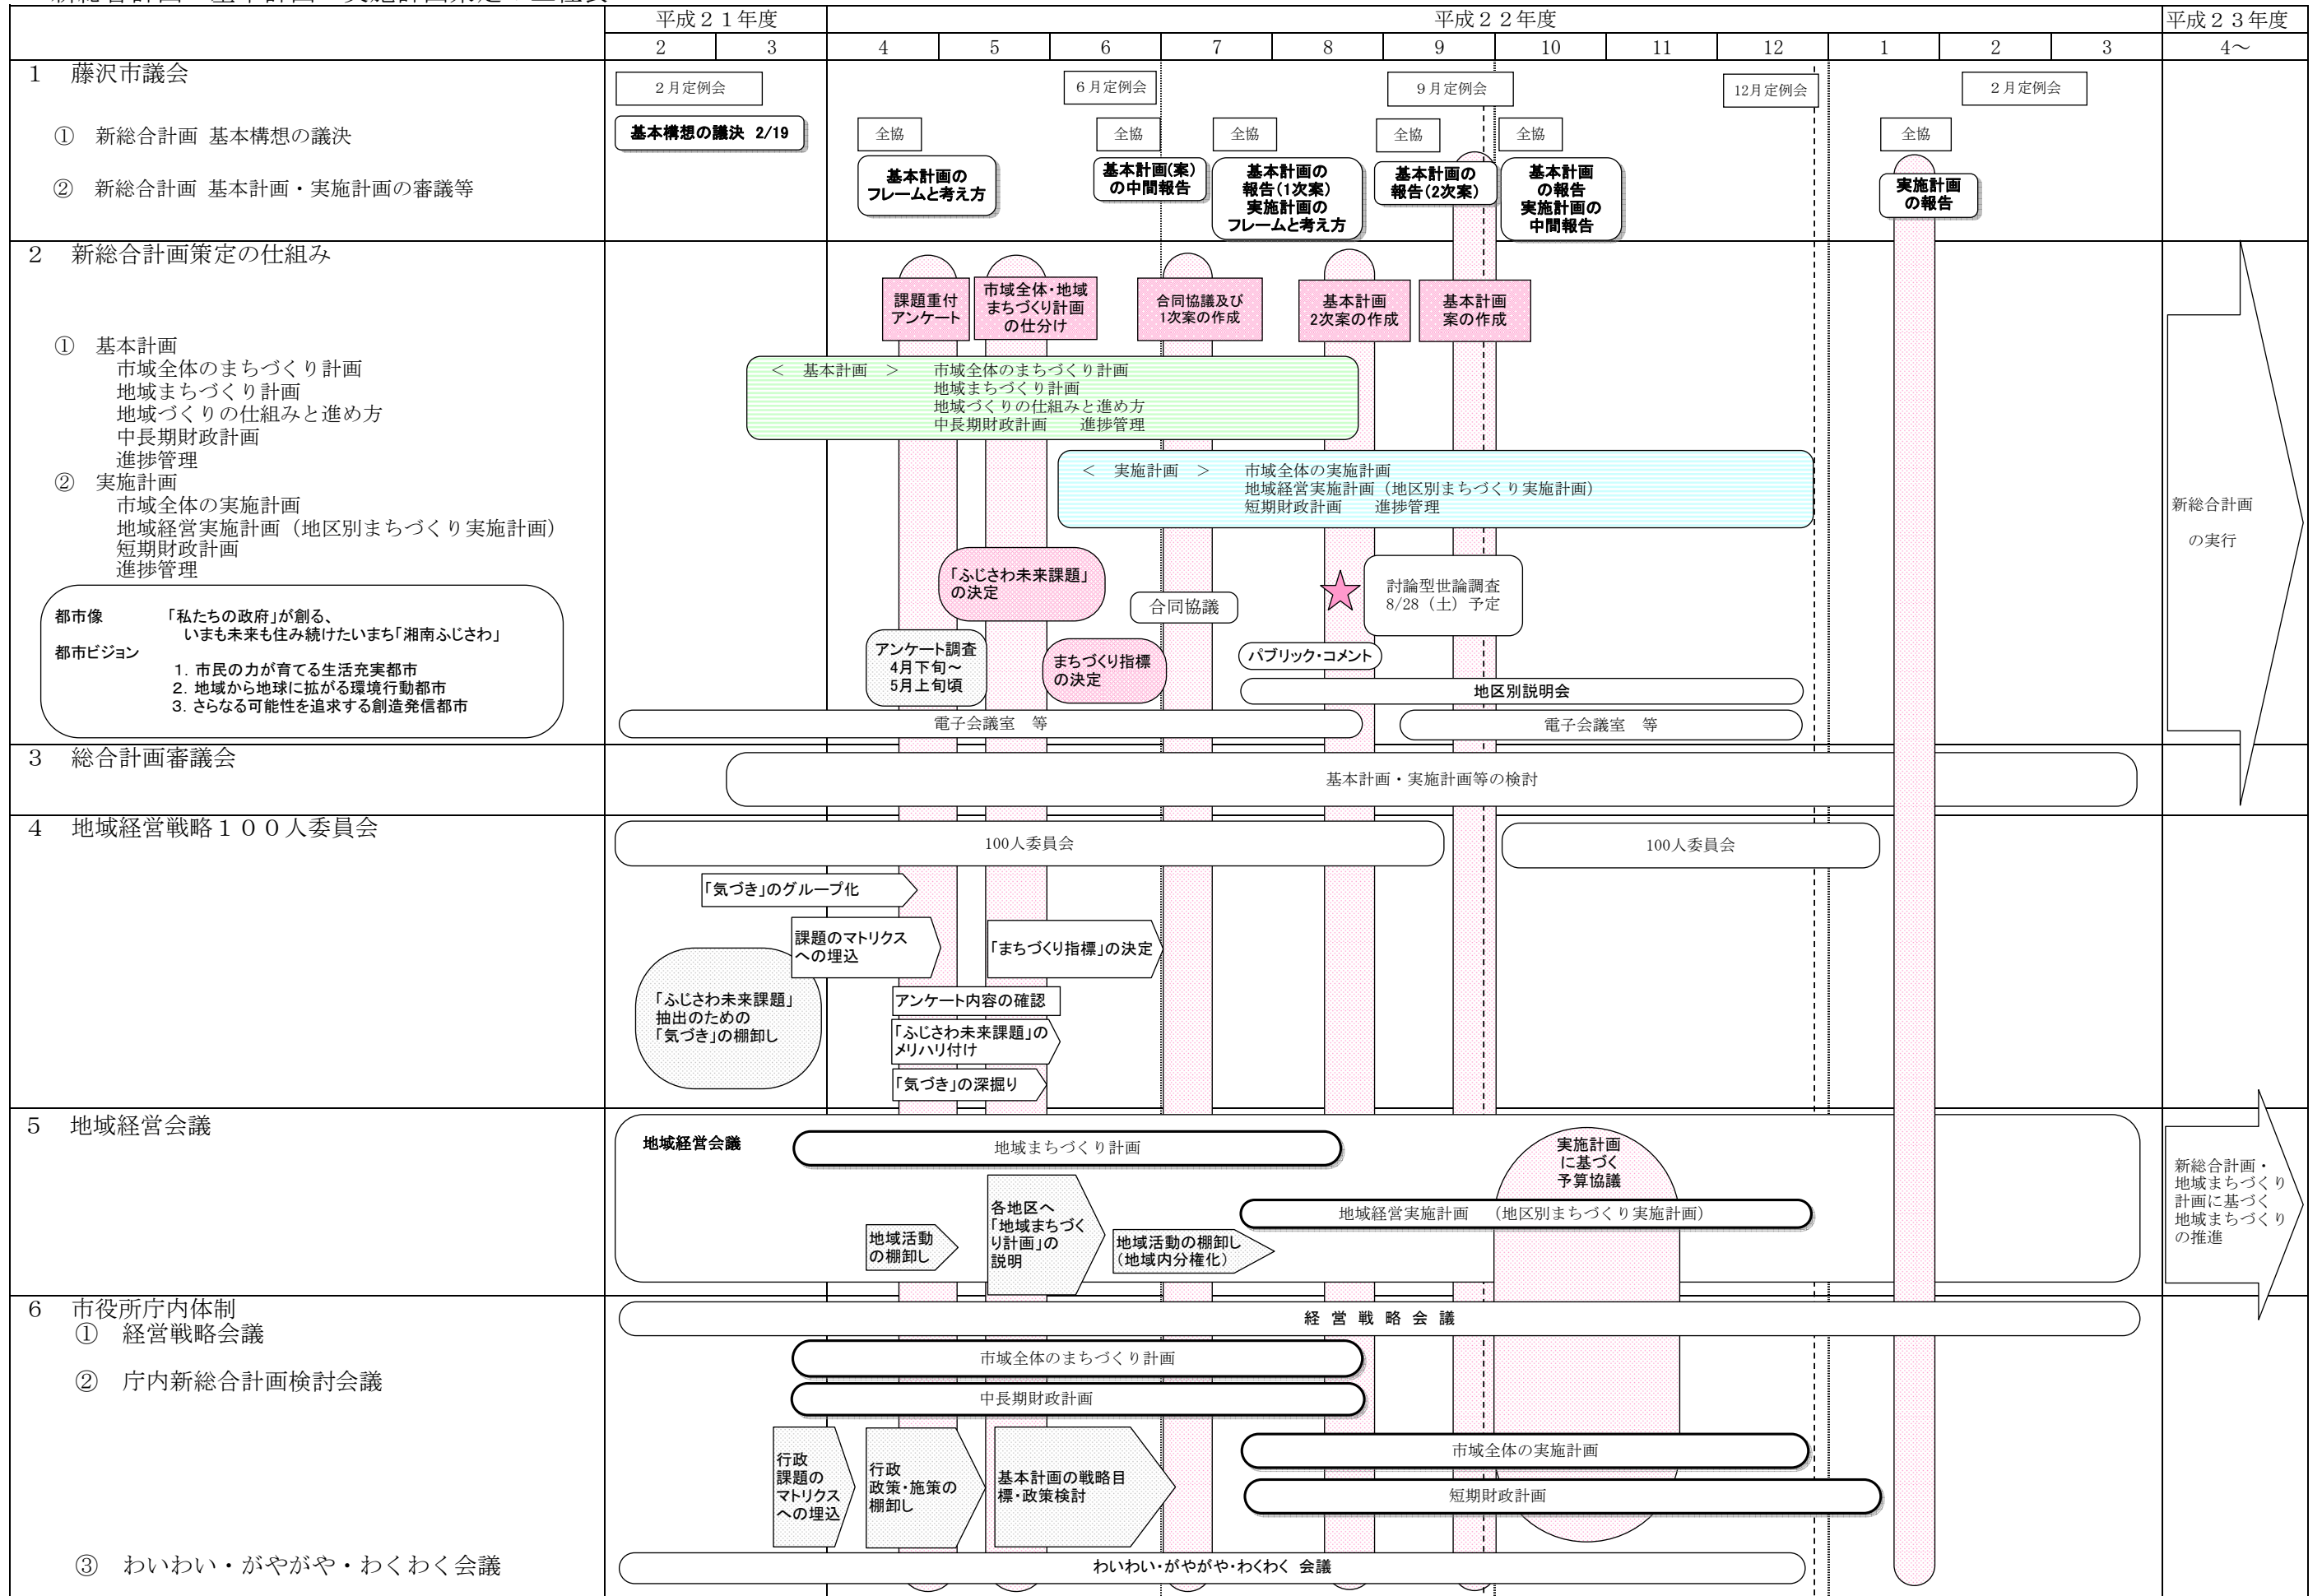 平成２１年度
平成２２年度
平成２３年度
2 3 4 5 6 7 8 9 10 11 12 1 2 3 4～
1 藤沢市議会
２月定例会
６月定例会
９月定例会
12月定例会
２月定例会
① 新総合計画 基本構想の議決
基本構想の議決 2/19
全協
全協
全協
全協
全協
全協
② 新総合計画 基本計画・実施計画の審議等
基本計画の
フレームと考え方
基本計画(案)
の中間報告
基本計画の
報告(1次案)
実施計画の
フレームと考え方
基本計画の
報告(2次案)
基本計画
の報告
実施計画の
中間報告
実施計画
の報告
2 新総合計画策定の仕組み
課題重付
アンケート
市域全体・地域
まちづくり計画
の仕分け
合同協議及び
1次案の作成
基本計画
2次案の作成
基本計画
案の作成
① 基本計画
市域全体のまちづくり計画
地域まちづくり計画
地域づくりの仕組みと進め方
中長期財政計画
進捗管理
② 実施計画
市域全体の実施計画
地域経営実施計画（地区別まちづくり実施計画）
短期財政計画
進捗管理
＜ 基本計画 ＞ 市域全体のまちづくり計画
地域まちづくり計画
地域づくりの仕組みと進め方
中長期財政計画 進捗管理
＜ 実施計画 ＞ 市域全体の実施計画
地域経営実施計画（地区別まちづくり実施計画）
短期財政計画 進捗管理
新総合計画
の実行
都市像 「私たちの政府」が創る、
いまも未来も住み続けたいまち「湘南ふじさわ」
都市ビジョン
1. 市民の力が育てる生活充実都市
2. 地域から地球に拡がる環境行動都市
3. さらなる可能性を追求する創造発信都市
「ふじさわ未来課題」
の決定
合同協議
討論型世論調査
8/28（土）予定
アンケート調査
4月下旬～
5月上旬頃
まちづくり指標
の決定
パブリック・コメント
地区別説明会
電子会議室 等
電子会議室 等
3 総合計画審議会
基本計画・実施計画等の検討
4 地域経営戦略１００人委員会
100人委員会
100人委員会
「気づき」のグループ化
課題のマトリクス
への埋込
「まちづくり指標」の決定
「ふじさわ未来課題」
抽出のための
「気づき」の棚卸し
アンケート内容の確認
「ふじさわ未来課題」の
メリハリ付け
「気づき」の深掘り
5 地域経営会議
地域経営会議
地域まちづくり計画
実施計画
に基づく
予算協議
地域経営実施計画 （地区別まちづくり実施計画）
地域活動
の棚卸し
各地区へ
「地域まちづく
り計画」の
説明
地域活動の棚卸し
（地域内分権化）
新総合計画・
地域まちづくり
計画に基づく
地域まちづくり
の推進
6 市役所庁内体制
① 経営戦略会議
経 営 戦 略 会 議
② 庁内新総合計画検討会議
市域全体のまちづくり計画
中長期財政計画
行政
課題の
マトリクス
への埋込
行政
政策・施策の
棚卸し
基本計画の戦略目
標・政策検討
市域全体の実施計画
短期財政計画
③ わいわい・がやがや・わくわく会議
わいわい・がやがや・わくわく 会議